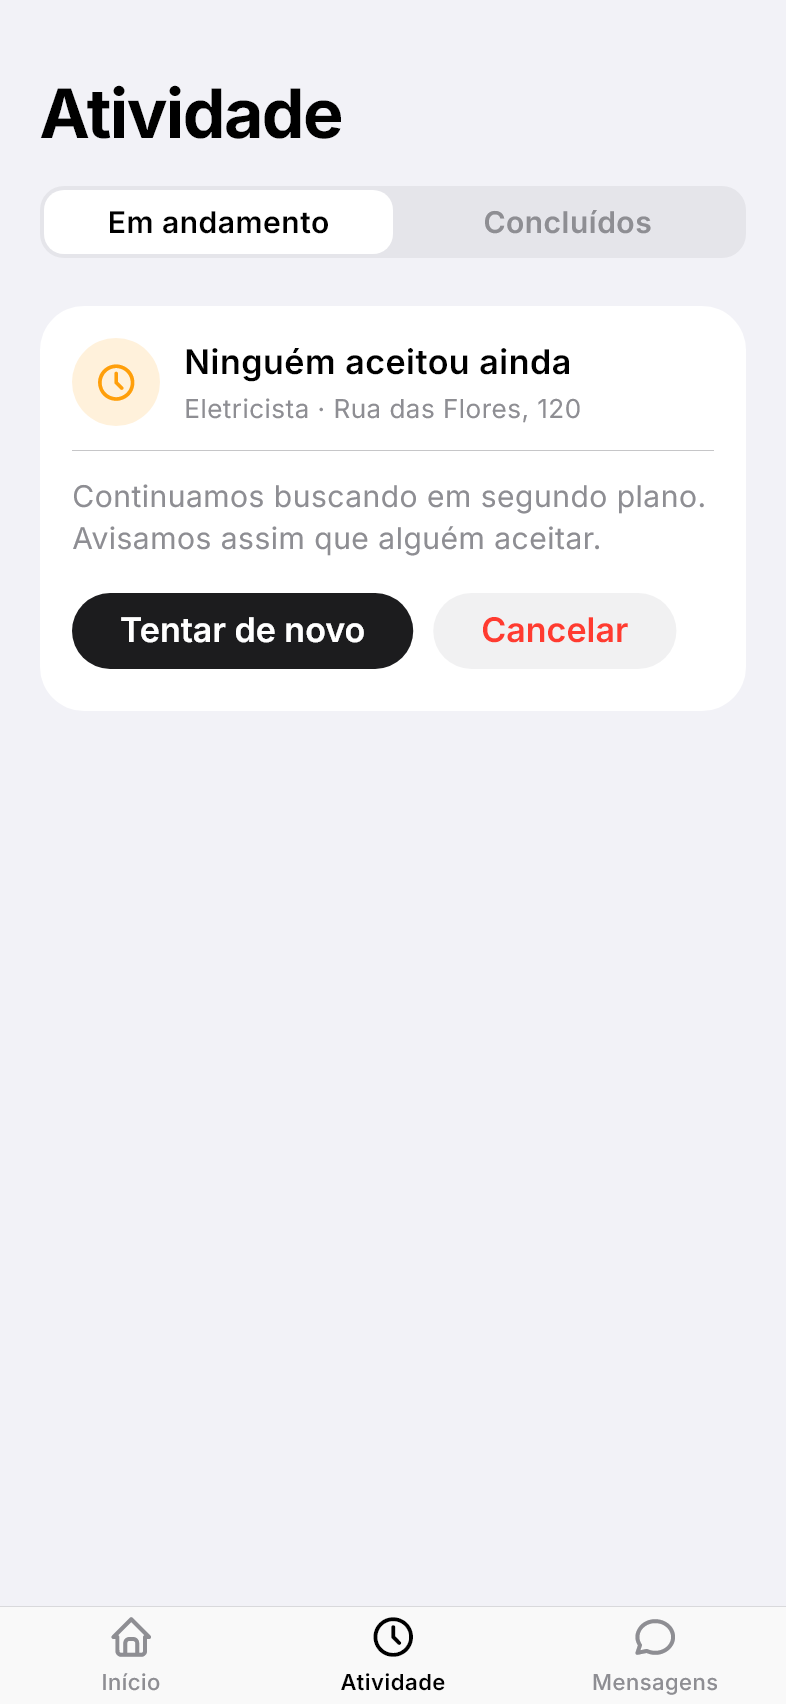 Atividade
Em andamento
Concluídos
Ninguém aceitou ainda
Eletricista · Rua das Flores, 120
Continuamos buscando em segundo plano.
Avisamos assim que alguém aceitar.
Tentar de novo
Cancelar
Início
Atividade
Mensagens